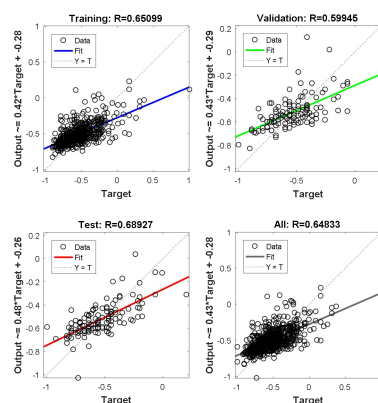 Training: R=0.65099
Output ~= 0.42*Target + -0.28
1
0.5
0
-0.5
-1
Data
Fit
Y = T
-1 -0.5 0 0.5 1
Target
Validation: R=0.59945
Output ~= 0.43*Target + -0.29
0.2
0
-0.2
-0.4
-0.6
-0.8
-1
Data
Fit
Y = T
-1 -0.5 0
Target
Test: R=0.68927
Output ~= 0.49*Target + -0.26
0.2
0
-0.2
-0.4
-0.6
-0.8
-1
Data
Fit
Y = T
-1 -0.5 0
Target
All: R=0.64833
Output ~= 0.43*Target + -0.28
1
0.5
0
-0.5
-1
Data
Fit
Y = T
-1 -0.5 0 0.5
Target